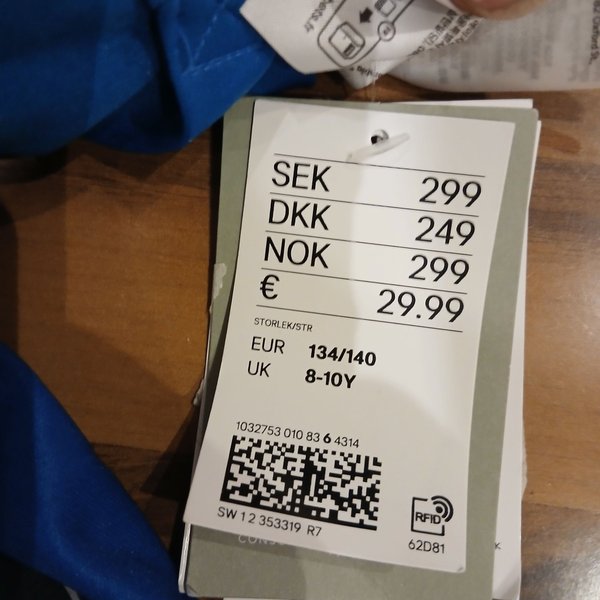 SEK 299
DKK 249
NOK 299
€ 29.99
STORLEK/STR
EUR 134/140
UK 8-10Y
1032753 010 83 6 4314
SW 1 2 353319 R7
RFID
62D81